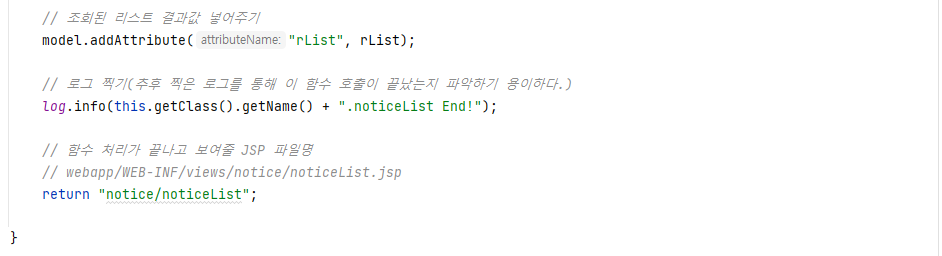 // 조회된 리스트 결과값 넣어주기
model.addAttribute( attributeName: "rList", rList);
// 로그 찍기(추후 찍은 로그를 통해 이 함수 호출이 끝났는지 파악하기 용이하다.)
log.info(this.getClass().getName() + ".noticeList End!");
// 함수 처리가 끝나고 보여줄 JSP 파일명
// webapp/WEB-INF/views/notice/noticeList.jsp
return "notice/noticeList";
}